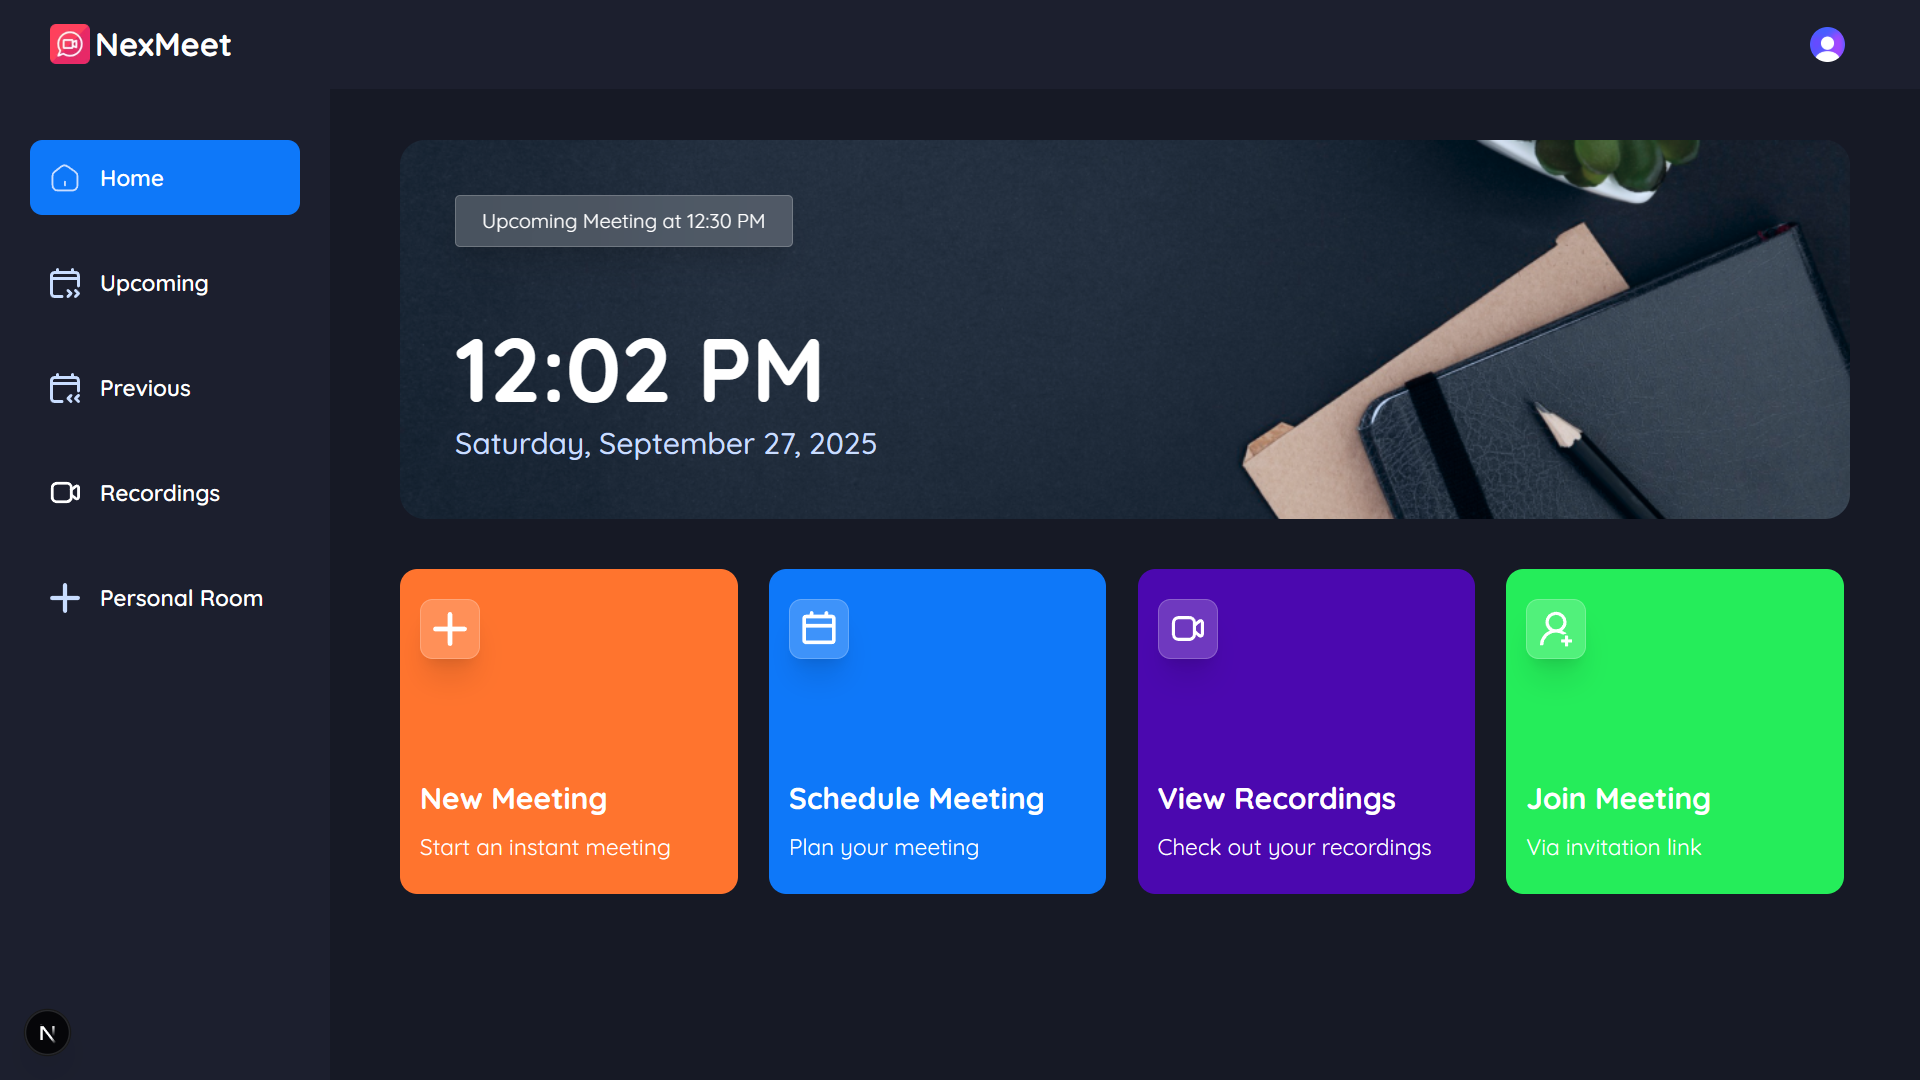 NexMeet
Home
Upcoming
Previous
Recordings
Personal Room
Upcoming Meeting at 12:30 PM
12:02 PM
Saturday, September 27, 2025
New Meeting
Start an instant meeting
Schedule Meeting
Plan your meeting
View Recordings
Check out your recordings
Join Meeting
Via invitation link
N